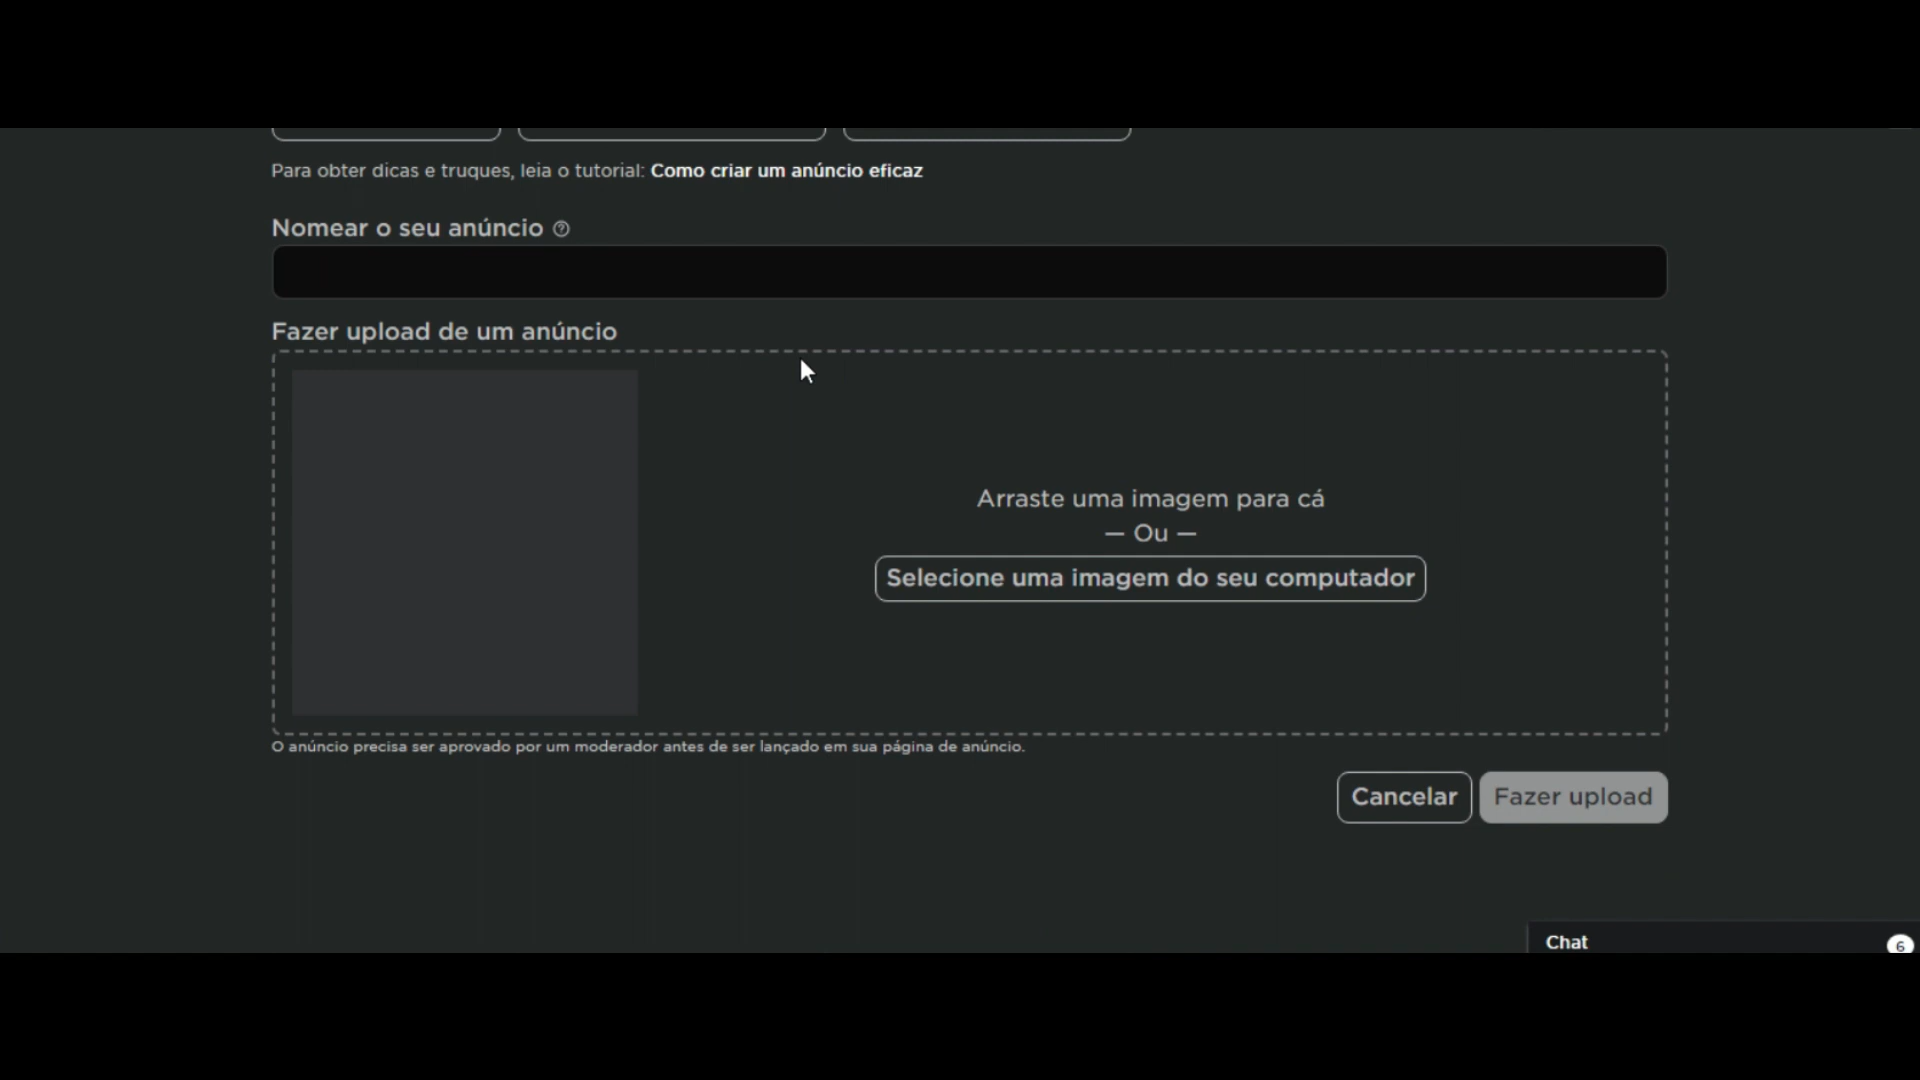 Para obter dicas e truques, leia o tutorial: Como criar um anúncio eficaz
Nomear o seu anúncio
Fazer upload de um anúncio
Arraste uma imagem para cá
— Ou —
Selecione uma imagem do seu computador
O anúncio precisa ser aprovado por um moderador antes de ser lançado em sua página de anúncio.
Cancelar
Fazer upload
Chat
6